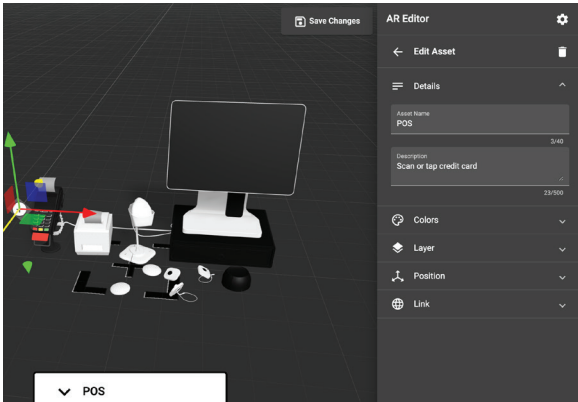 Save Changes
AR Editor
Edit Asset
Details
Asset Name
POS
3/40
Description
Scan or tap credit card
23/500
Colors
Layer
Position
Link
POS